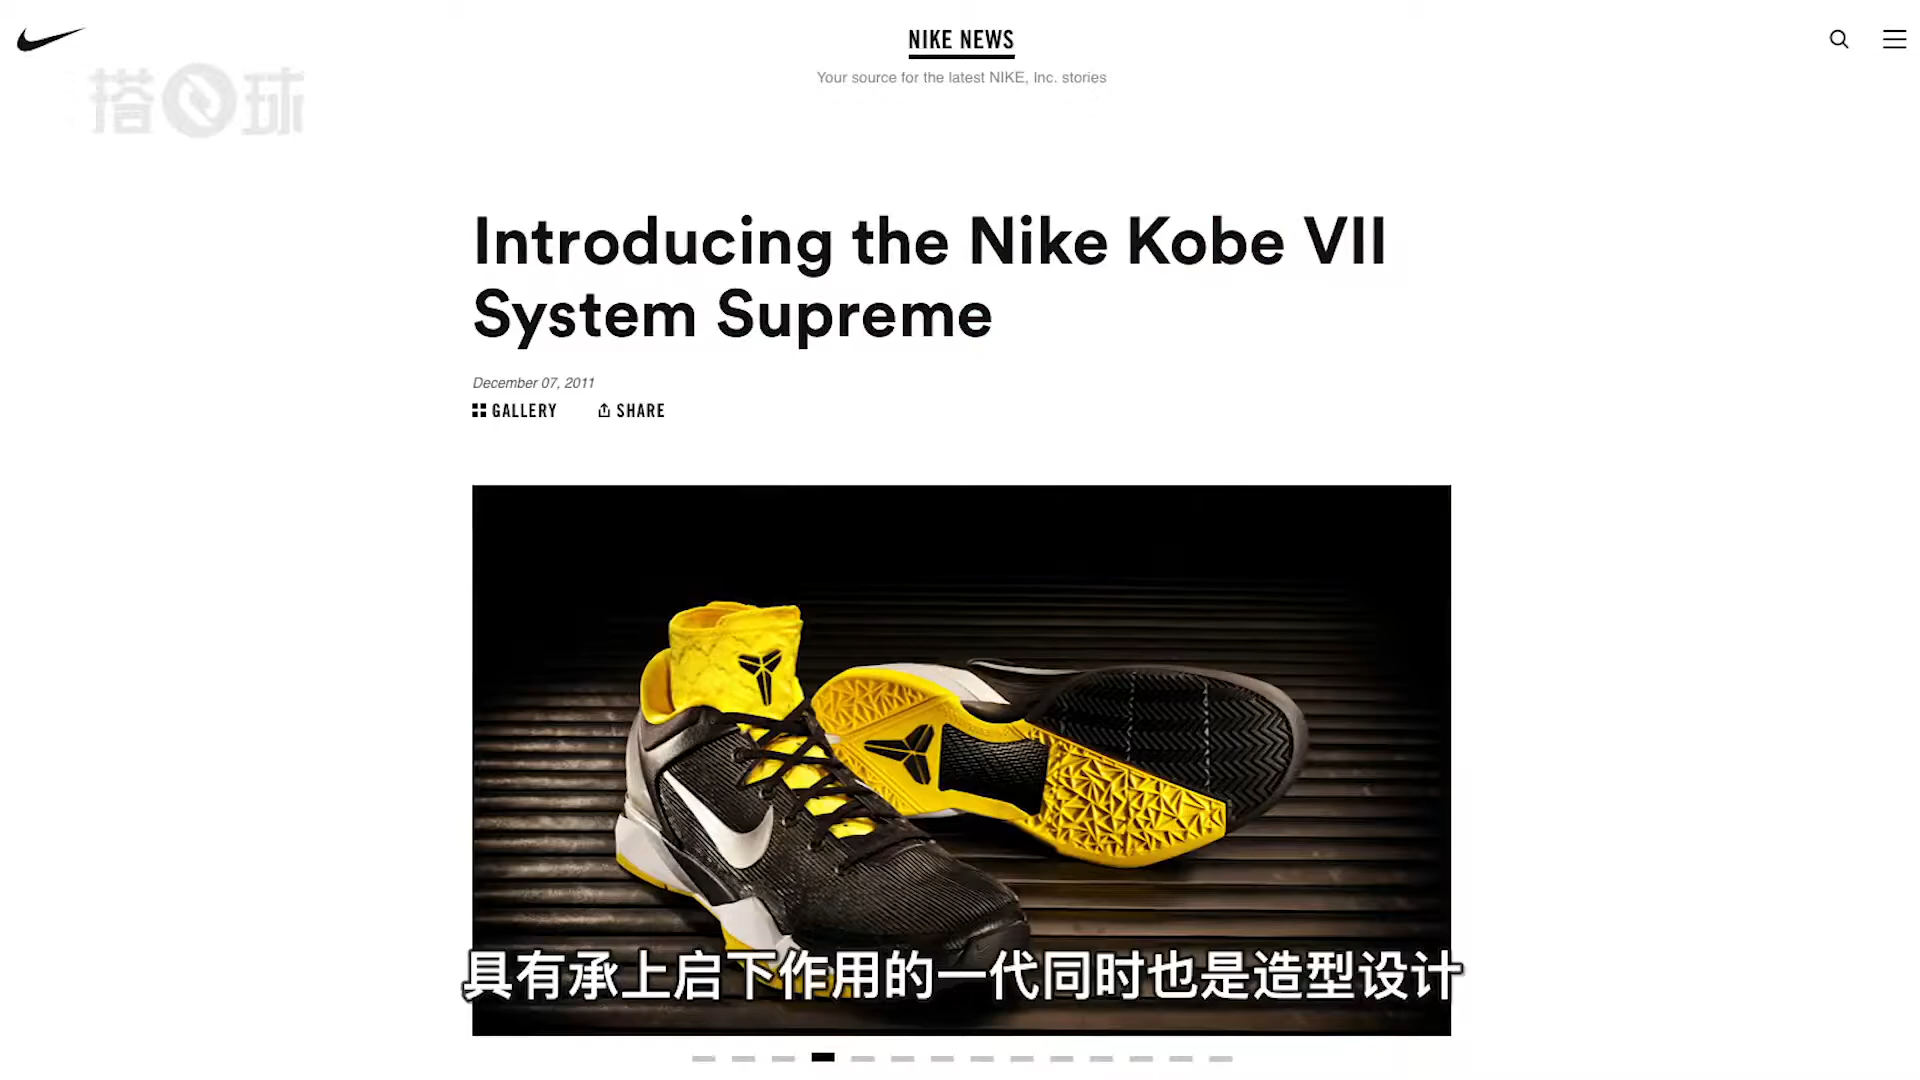 NIKE NEWS
Your source for the latest NIKE, Inc. stories
搭 球
Introducing the Nike Kobe VII
System Supreme
December 07, 2011
GALLERY
SHARE
具有承上启下作用的一代同时也是造型设计